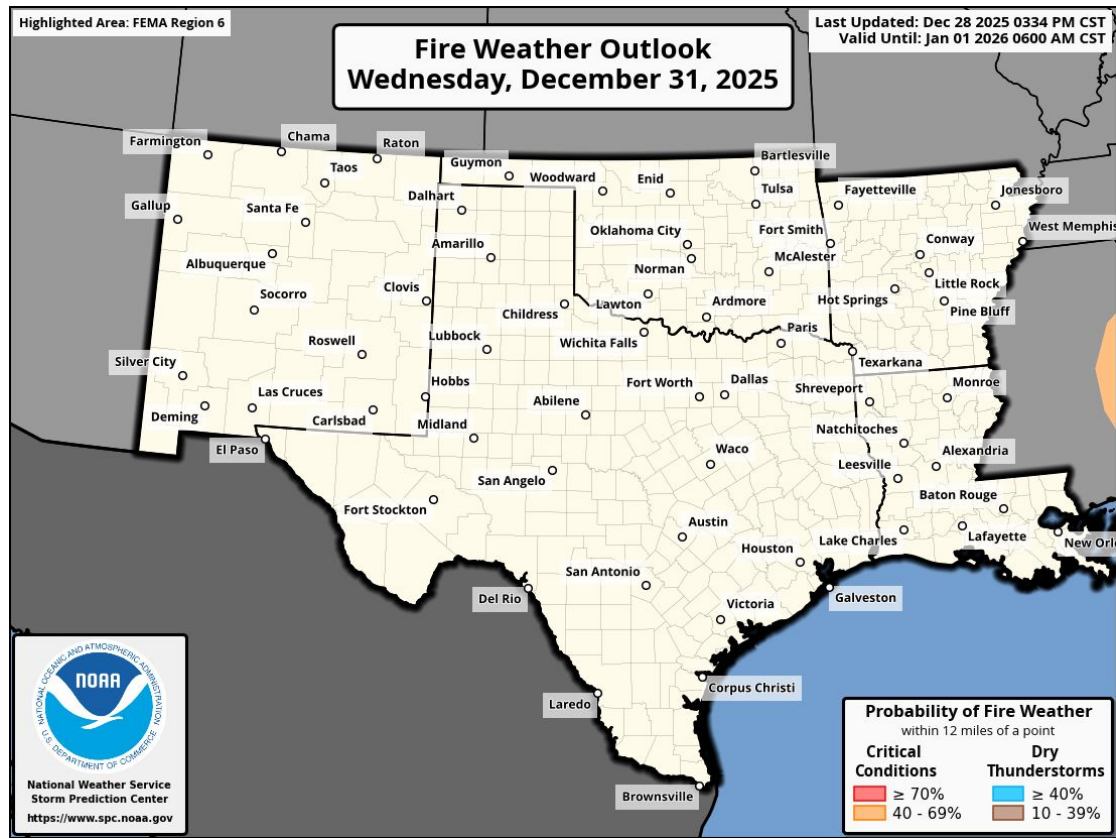 Highlighted Area: FEMA Region 6
Fire Weather Outlook
Wednesday, December 31, 2025
Last Updated: Dec 28 2025 0334 PM CST
Valid Until: Jan 01 2026 0600 AM CST
Farmington
Chama
Raton
Taos
Guymon
Woodward
Enid
Bartlesville
Tulsa
Fayetteville
Jonesboro
Gallup
Santa Fe
Dalhart
Albuquerque
Amarillo
Oklahoma City
Norman
Fort Smith
McAlester
Conway
West Memphis
Socorro
Clovis
Childress
Lawton
Ardmore
Hot Springs
Little Rock
Pine Bluff
Roswell
Lubbock
Wichita Falls
Paris
Texarkana
Silver City
Deming
Las Cruces
Carlsbad
Hobbs
Midland
Abilene
Fort Worth
Dallas
Shreveport
Monroe
El Paso
San Angelo
Waco
Natchitoches
Leesville
Alexandria
Fort Stockton
Austin
Houston
Lake Charles
Baton Rouge
Lafayette
New Orl
Del Rio
San Antonio
Victoria
Galveston
Laredo
Corpus Christi
Brownsville
NATIONAL OCEANIC AND ATMOSPHERIC ADMINISTRATION
NOAA
U.S. DEPARTMENT OF COMMERCE
National Weather Service
Storm Prediction Center
https://www.spc.noaa.gov
Probability of Fire Weather
within 12 miles of a point
Critical Conditions
≥ 70%
40 - 69%
Dry Thunderstorms
≥ 40%
10 - 39%